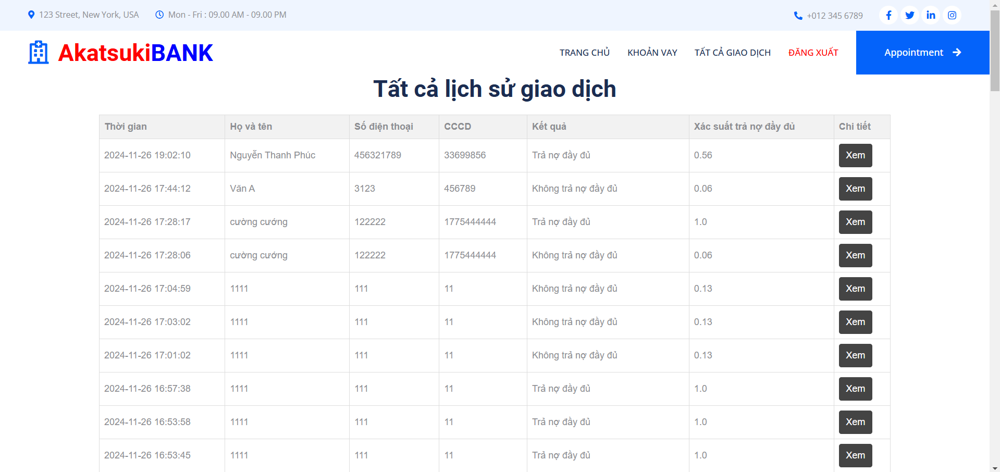 123 Street, New York, USA Mon - Fri : 09.00 AM - 09.00 PM +012 345 6789
AkatsukiBANK TRANG CHỦ KHOẢN VAY TẤT CẢ GIAO DỊCH ĐĂNG XUẤT Appointment
Tất cả lịch sử giao dịch
Thời gian Họ và tên Số điện thoại CCCD Kết quả Xác suất trả nợ đầy đủ Chi tiết
2024-11-26 19:02:10 Nguyễn Thanh Phúc 456321789 33699856 Trả nợ đầy đủ 0.56 Xem
2024-11-26 17:44:12 Văn A 3123 456789 Không trả nợ đầy đủ 0.06 Xem
2024-11-26 17:28:17 cường cướng 122222 1775444444 Trả nợ đầy đủ 1.0 Xem
2024-11-26 17:28:06 cường cướng 122222 1775444444 Không trả nợ đầy đủ 0.06 Xem
2024-11-26 17:04:59 1111 111 11 Không trả nợ đầy đủ 0.13 Xem
2024-11-26 17:03:02 1111 111 11 Không trả nợ đầy đủ 0.13 Xem
2024-11-26 17:01:02 1111 111 11 Không trả nợ đầy đủ 0.13 Xem
2024-11-26 16:57:38 1111 111 11 Trả nợ đầy đủ 1.0 Xem
2024-11-26 16:53:58 1111 111 11 Trả nợ đầy đủ 1.0 Xem
2024-11-26 16:53:45 1111 111 11 Trả nợ đầy đủ 1.0 Xem